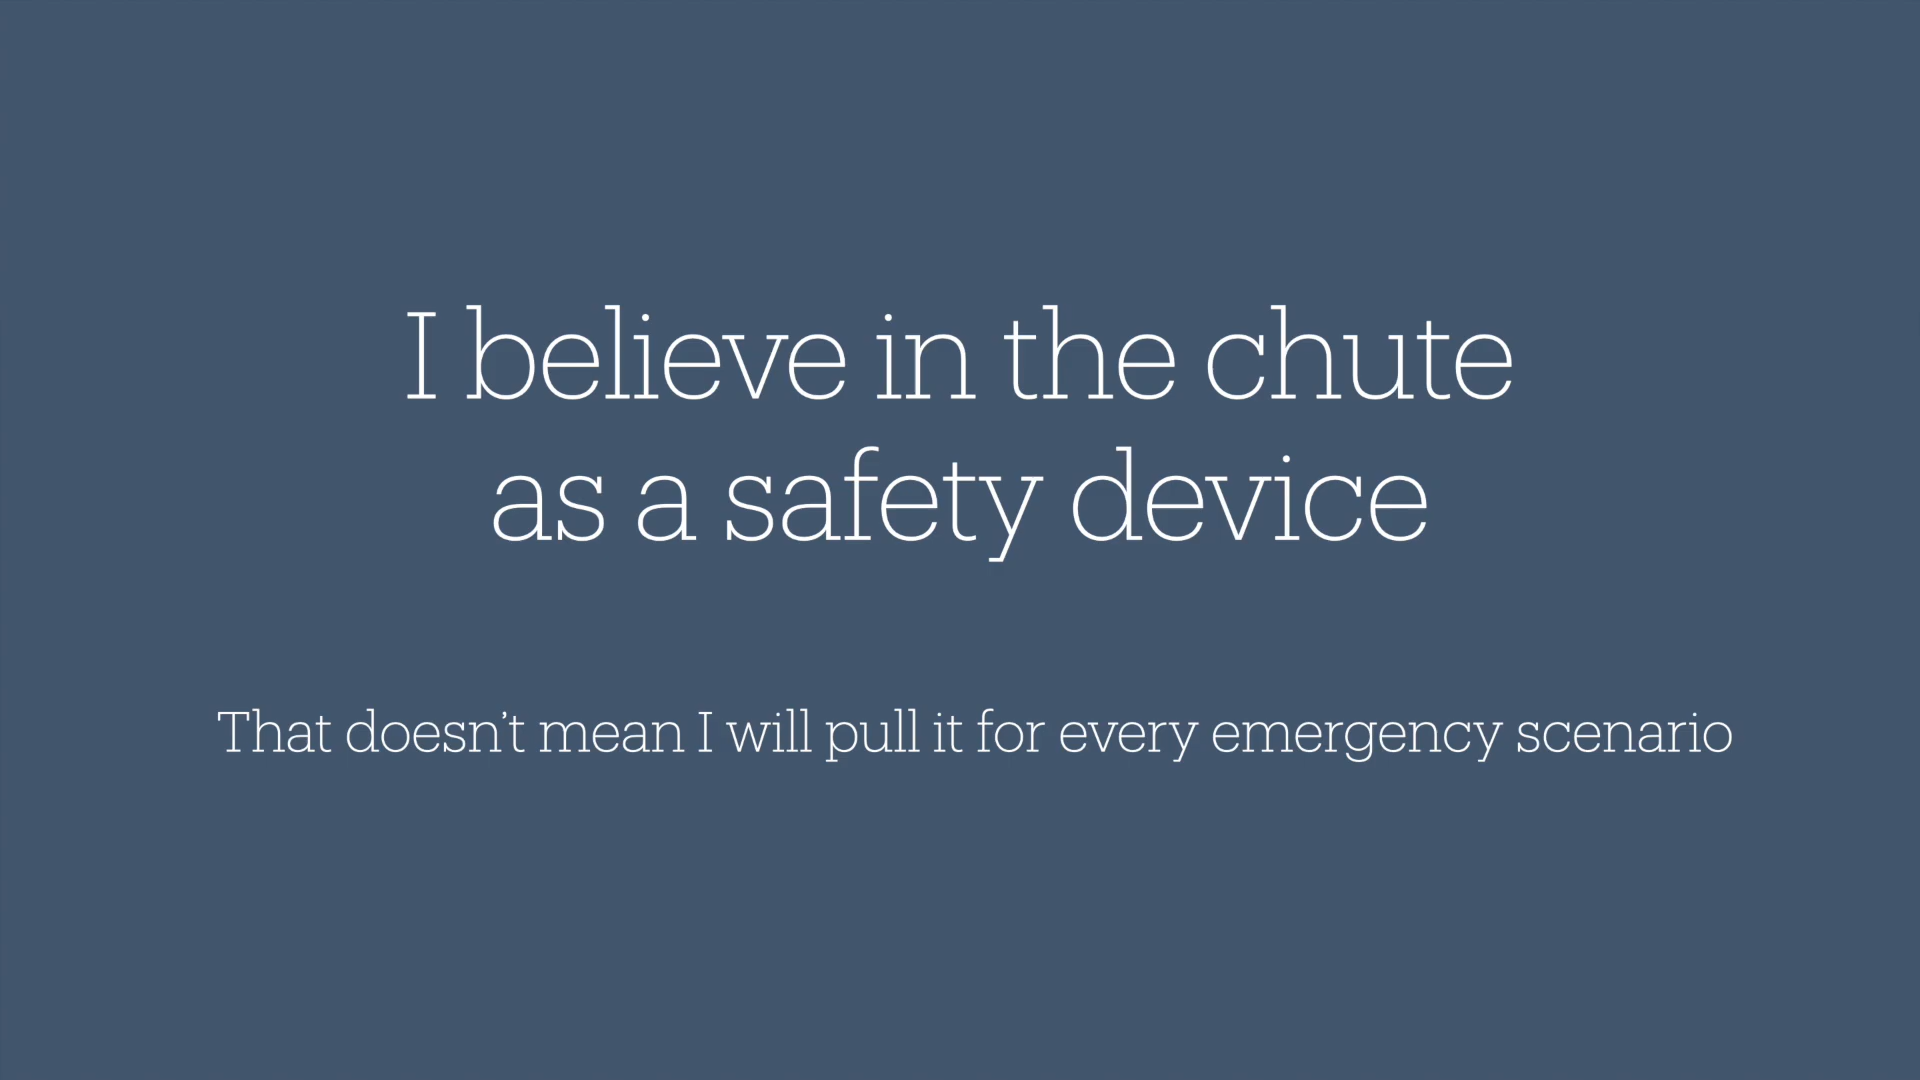 I believe in the chute
as a safety device
That doesn’t mean I will pull it for every emergency scenario